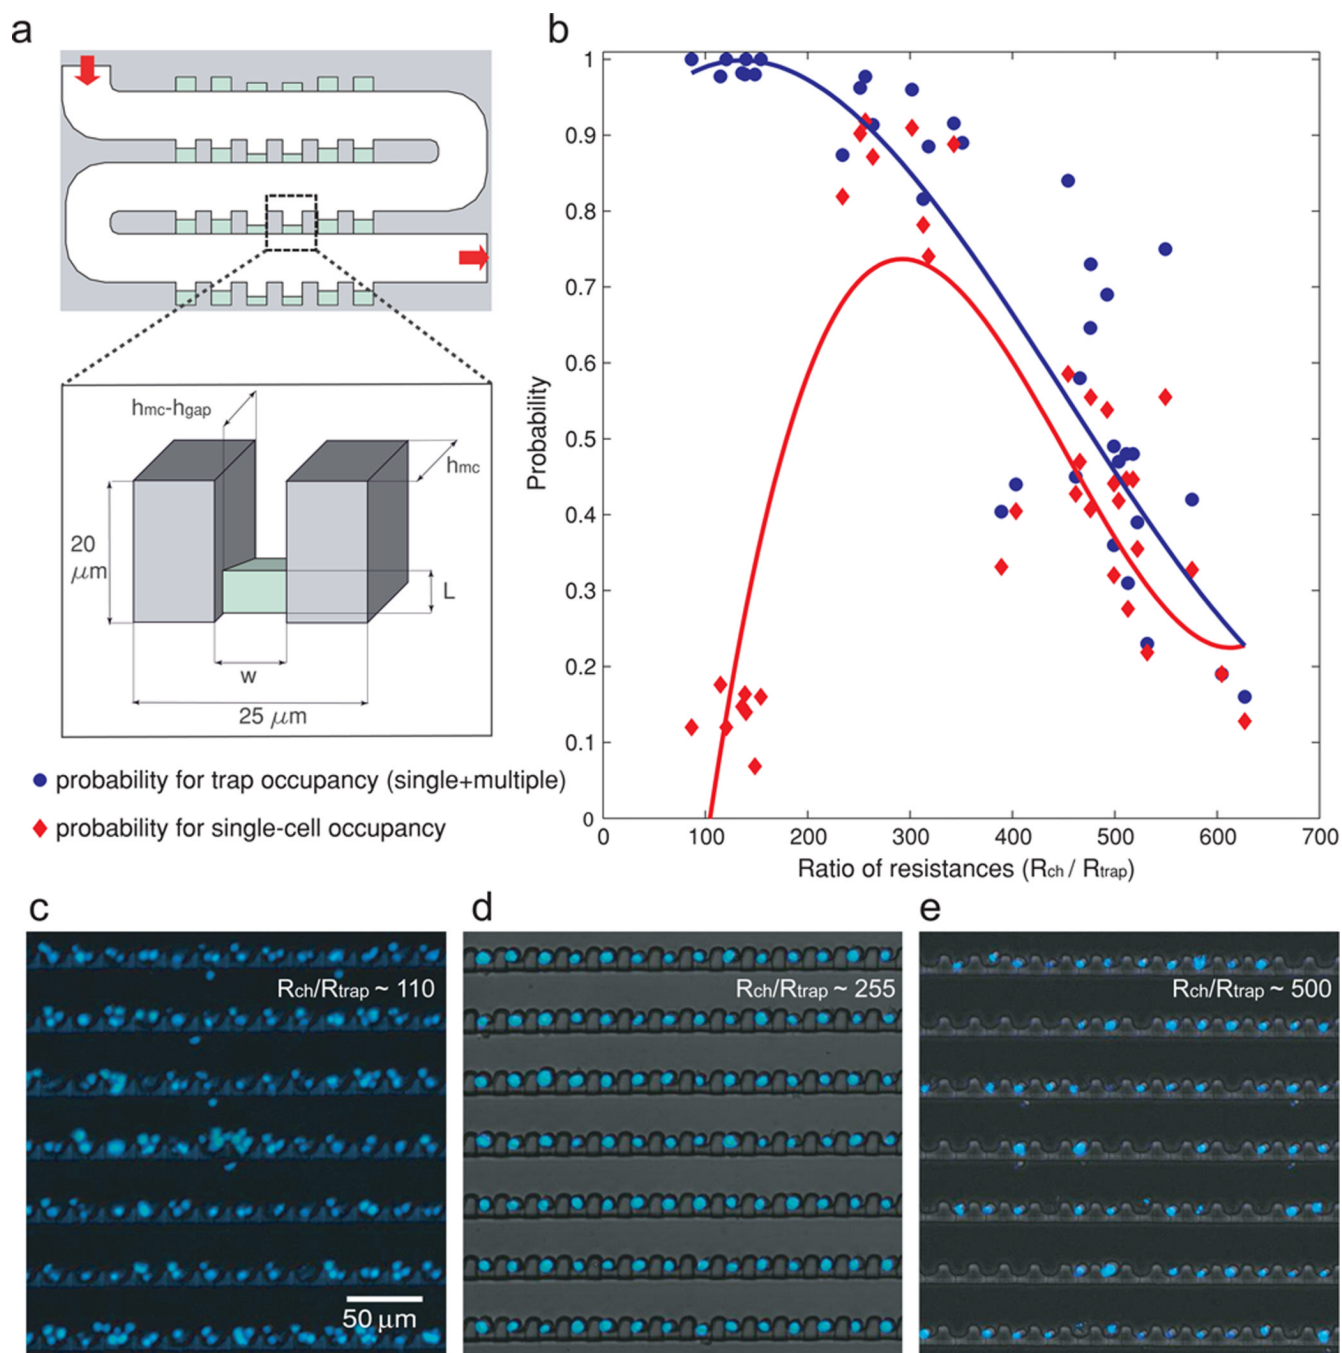 a
hmc-hgap
hmc
20
μm
L
w
25 μm
probability for trap occupancy (single+multiple)
probability for single-cell occupancy
b
1
0.9
0.8
0.7
0.6
0.5
0.4
0.3
0.2
0.1
0
Probability
0 100 200 300 400 500 600 700
Ratio of resistances (Rch / Rtrap)
c
Rch/Rtrap ~ 110
50 μm
d
Rch/Rtrap ~ 255
e
Rch/Rtrap ~ 500